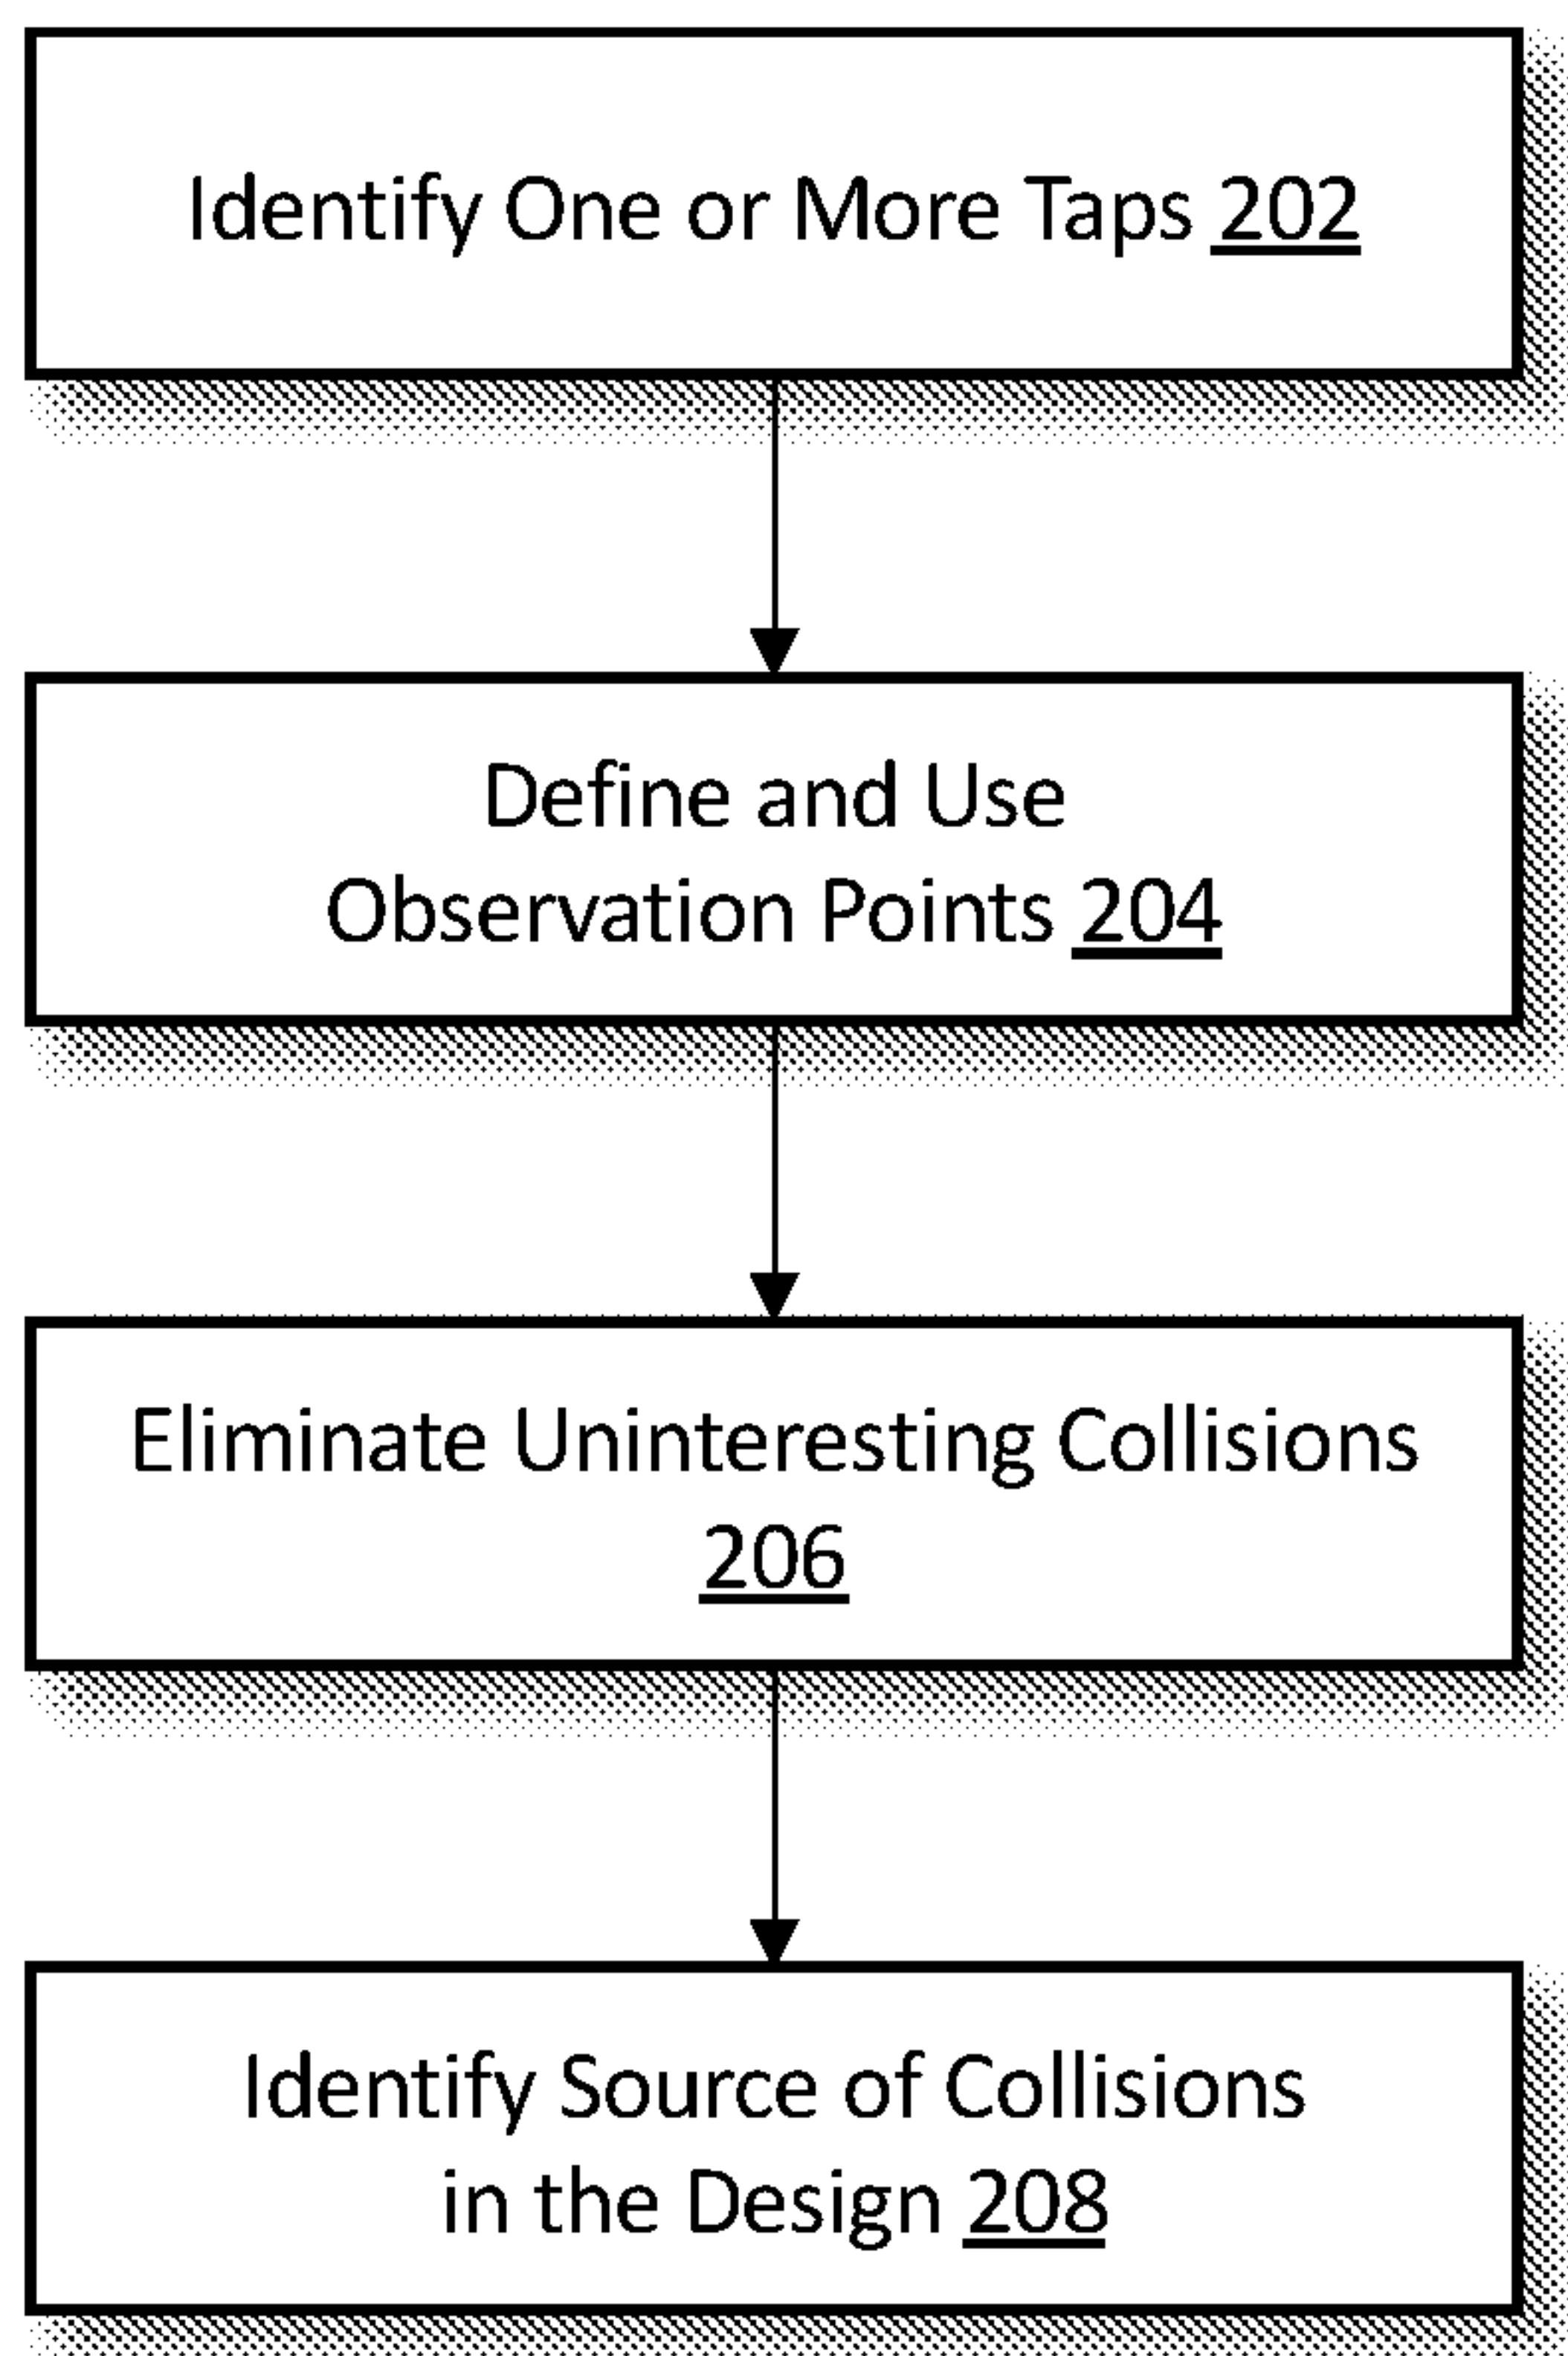 Identify One or More Taps 202
Define and Use
Observation Points 204
Eliminate Uninteresting Collisions
206
Identify Source of Collisions
in the Design 208